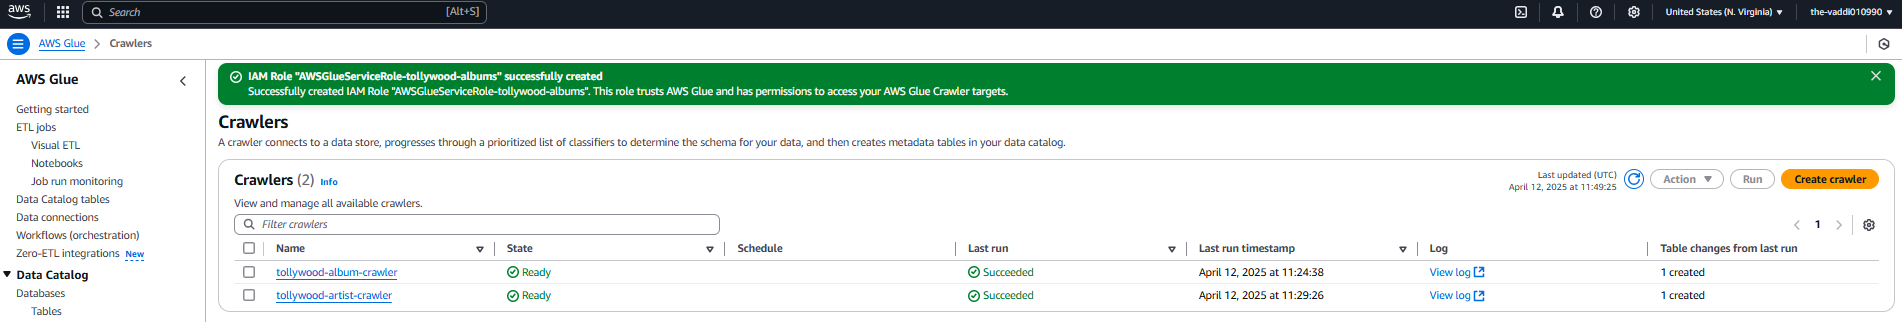 aws
Search
[Alt+S]
United States (N. Virginia)
the-vaddi010990
AWS Glue
Crawlers
AWS Glue
Getting started
ETL jobs
Visual ETL
Notebooks
Job run monitoring
Data Catalog tables
Data connections
Workflows (orchestration)
Zero-ETL integrations New
Data Catalog
Databases
Tables
IAM Role "AWSGlueServiceRole-tollywood-albums" successfully created
Successfully created IAM Role "AWSGlueServiceRole-tollywood-albums". This role trusts AWS Glue and has permissions to access your AWS Glue Crawler targets.
Crawlers
A crawler connects to a data store, progresses through a prioritized list of classifiers to determine the schema for your data, and then creates metadata tables in your data catalog.
Crawlers (2) Info
Last updated (UTC)
April 12, 2025 at 11:49:25
Action
Run
Create crawler
View and manage all available crawlers.
Filter crawlers
1
Name State Schedule Last run Last run timestamp Log Table changes from last run
tollywood-album-crawler Ready Succeeded April 12, 2025 at 11:24:38 View log 1 created
tollywood-artist-crawler Ready Succeeded April 12, 2025 at 11:29:26 View log 1 created